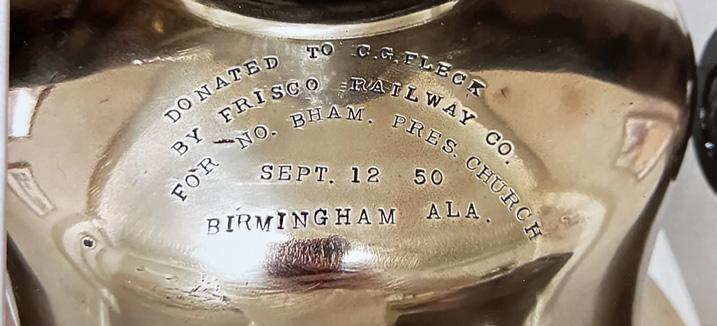 DONATED TO C.G.FLECK
BY FRISCO RAILWAY CO.
FOR NO. BHAM. PRES. CHURCH
SEPT. 12 50
BIRMINGHAM ALA.